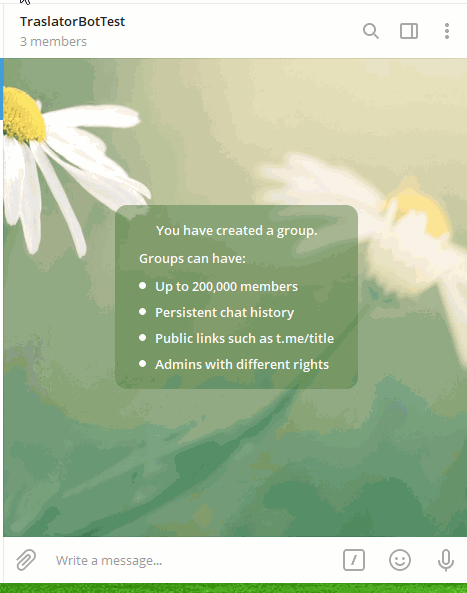 TraslatorBotTest
3 members
You have created a group.
Groups can have:
Up to 200,000 members
Persistent chat history
Public links such as t.me/title
Admins with different rights
Write a message...